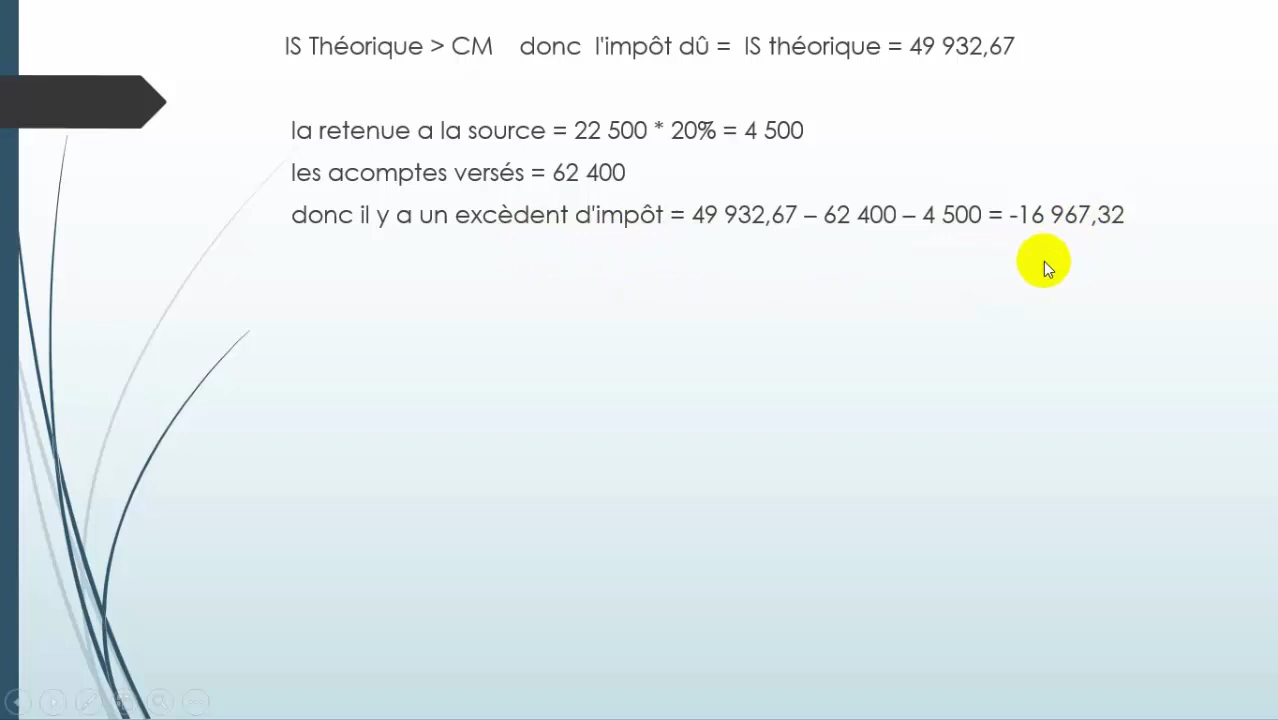 IS Théorique > CM donc l'impôt dû = IS théorique = 49 932,67
la retenue a la source = 22 500 * 20% = 4 500
les acomptes versés = 62 400
donc il y a un excèdent d'impôt = 49 932,67 – 62 400 – 4 500 = -16 967,32